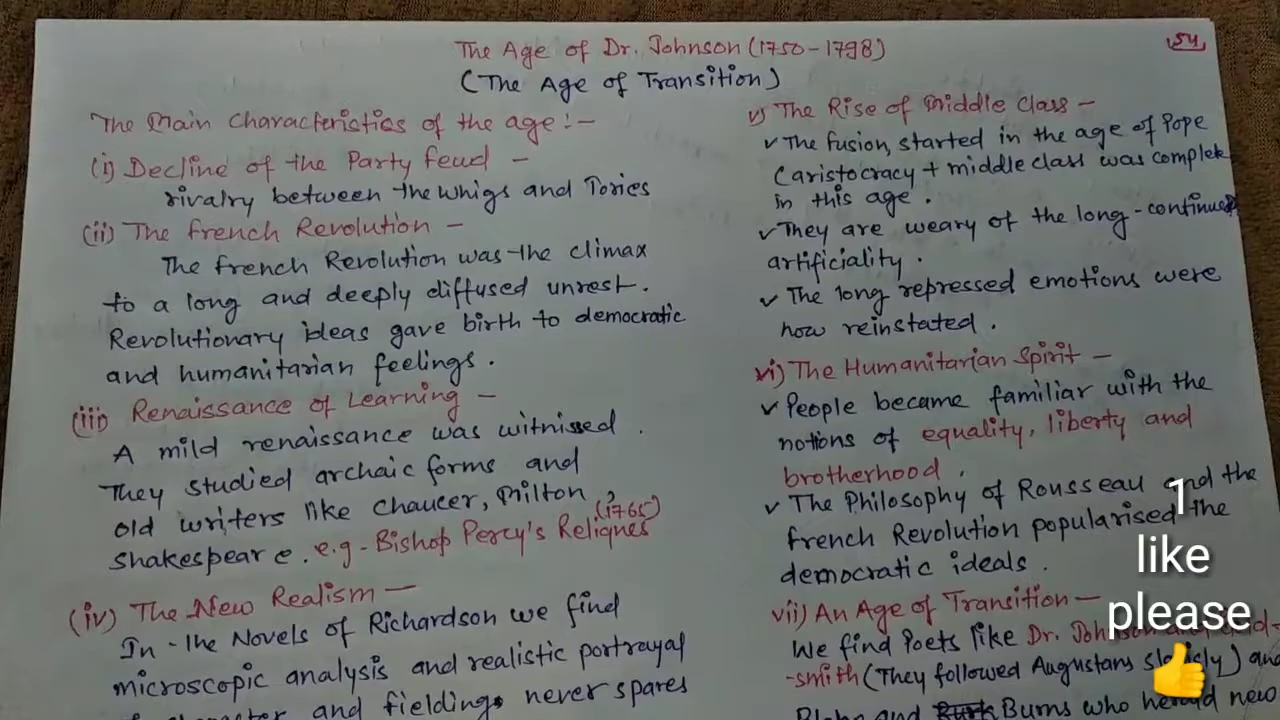 The Age of Dr. Johnson (1750-1798)
54
(The Age of Transition)
The Main Characteristics of the age:-
(i) Decline of the Party feud -
rivalry between the Whigs and Tories
(ii) The French Revolution -
The french Revolution was the climax
to a long and deeply diffused unrest.
Revolutionary ideas gave birth to democratic
and humanitarian feelings.
(iii) Renaissance of Learning -
A mild renaissance was witnissed.
They studied archaic forms and
old writers like Chaucer, Milton,
Shakespeare. e.g- Bishop Percy's Reliques (1765)
(iv) The New Realism -
In the Novels of Richardson we find
microscopic analysis and realistic portrayal
and fieldings never spares
v) The Rise of Middle Class -
✓ The fusion, started in the age of Pope
(aristocracy + middle class was complete
in this age.
✓ They are weary of the long-continued
artificiality.
✓ The long repressed emotions were
now reinstated.
vi) The Humanitarian Spirit -
✓ People became familiar with the
notions of equality, liberty and
brotherhood.
✓ The Philosophy of Rousseau and the
french Revolution popularised the
democratic ideals.
vii) An Age of Transition -
We find Poets like Dr. Johnson and Gold-
-smith (They followed Augustans slavishly) and
and Burns who herald new
1
like
please